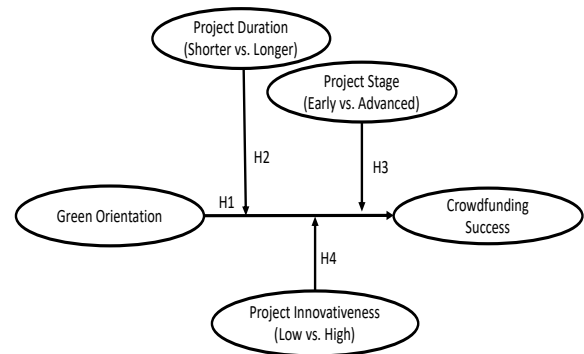 Project Duration
(Shorter vs. Longer)
Project Stage
(Early vs. Advanced)
H2
H3
H1
Green Orientation
Crowdfunding
Success
H4
Project Innovativeness
(Low vs. High)